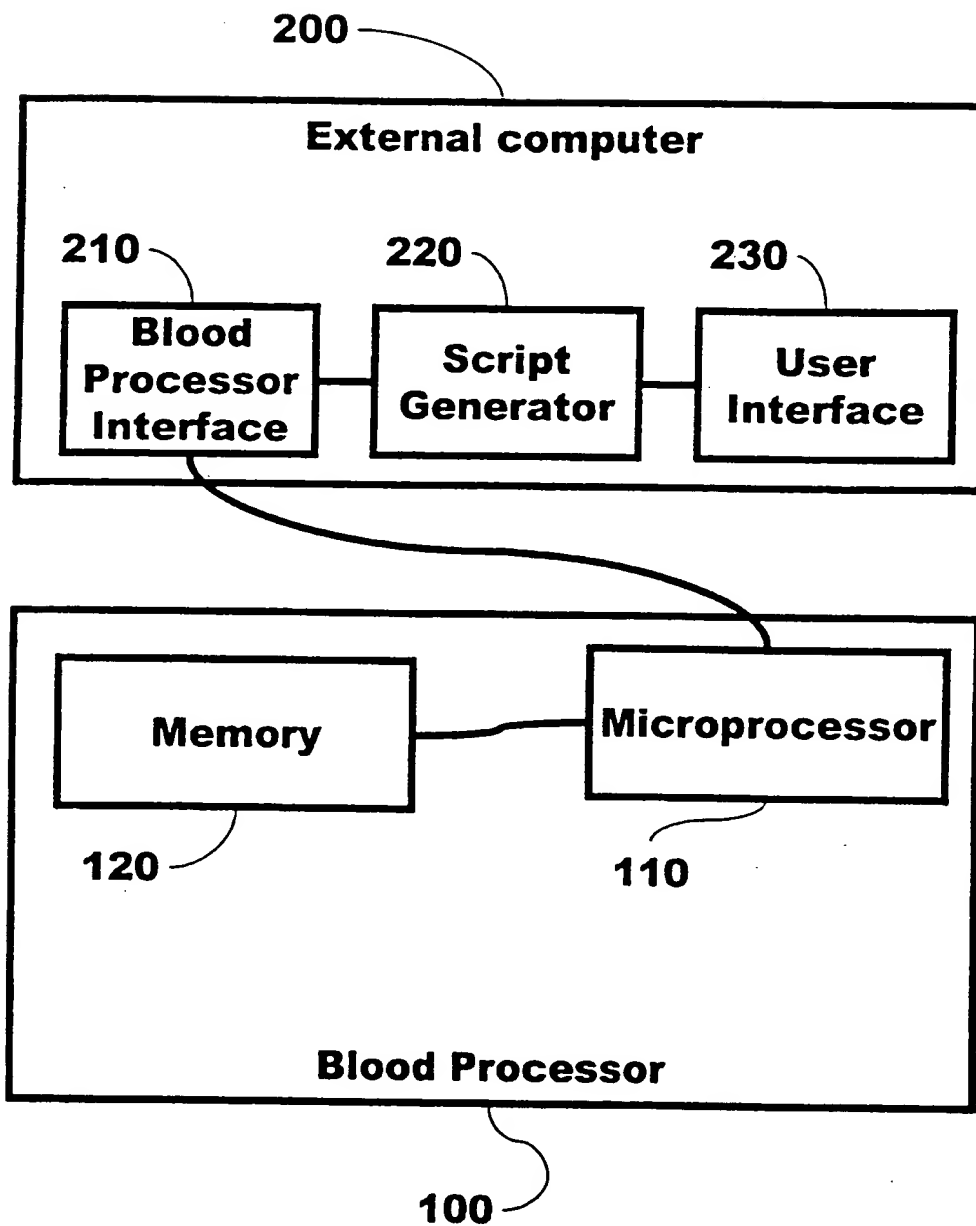 200
External computer
210
220
230
Blood
Processor
Interface
Script
Generator
User
Interface
Memory
Microprocessor
120
110
Blood Processor
100